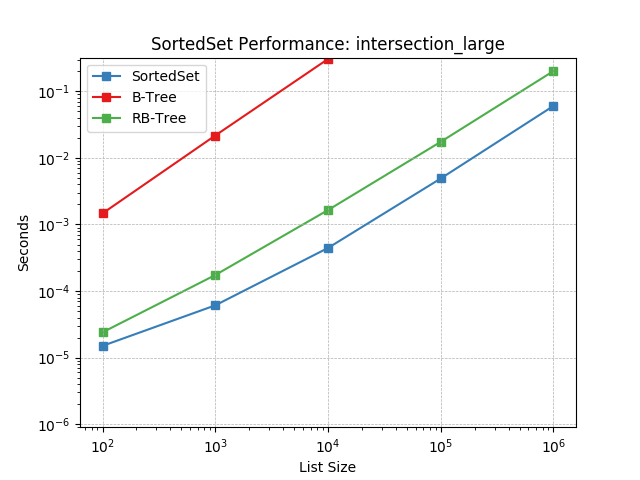 SortedSet Performance: intersection_large
SortedSet
B-Tree
RB-Tree
Seconds
10⁻¹
10⁻²
10⁻³
10⁻⁴
10⁻⁵
10⁻⁶
10² 10³ 10⁴ 10⁵ 10⁶
List Size